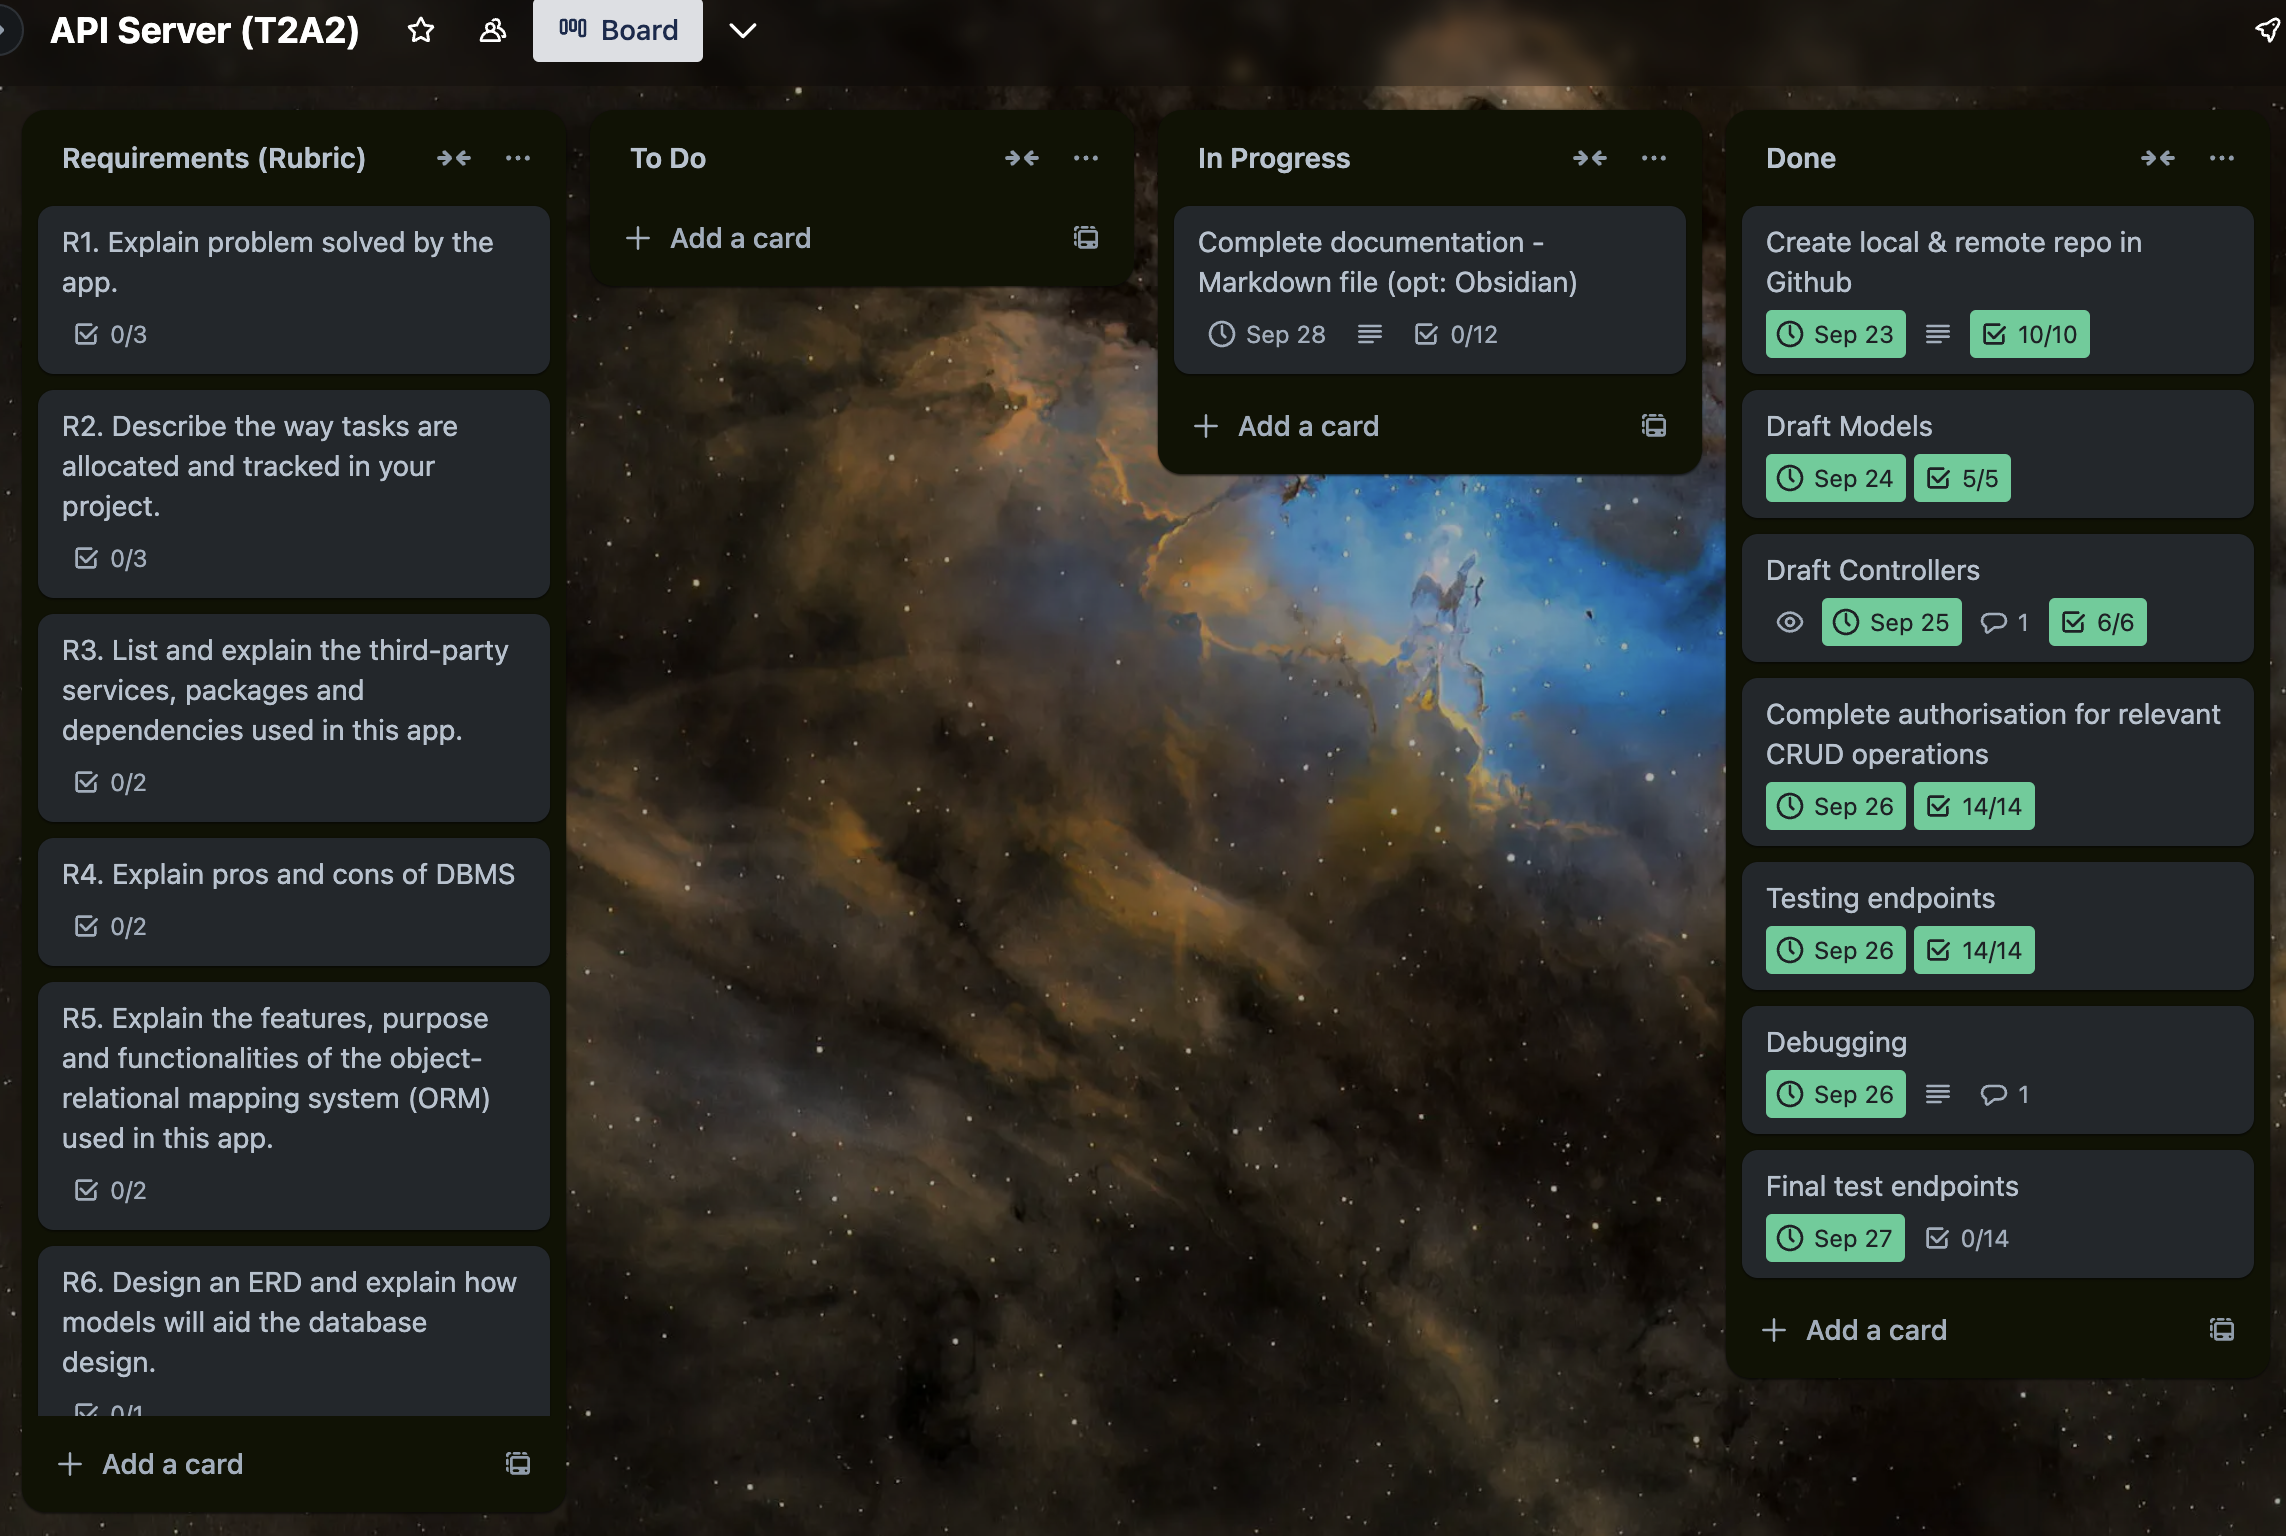 API Server (T2A2)
Board
Requirements (Rubric)
R1. Explain problem solved by the
app.
0/3
R2. Describe the way tasks are
allocated and tracked in your
project.
0/3
R3. List and explain the third-party
services, packages and
dependencies used in this app.
0/2
R4. Explain pros and cons of DBMS
0/2
R5. Explain the features, purpose
and functionalities of the object-
relational mapping system (ORM)
used in this app.
0/2
R6. Design an ERD and explain how
models will aid the database
design.
0/1
Add a card
To Do
Add a card
In Progress
Complete documentation -
Markdown file (opt: Obsidian)
Sep 28 0/12
Add a card
Done
Create local & remote repo in
Github
Sep 23 10/10
Draft Models
Sep 24 5/5
Draft Controllers
Sep 25 1 6/6
Complete authorisation for relevant
CRUD operations
Sep 26 14/14
Testing endpoints
Sep 26 14/14
Debugging
Sep 26 1
Final test endpoints
Sep 27 0/14
Add a card